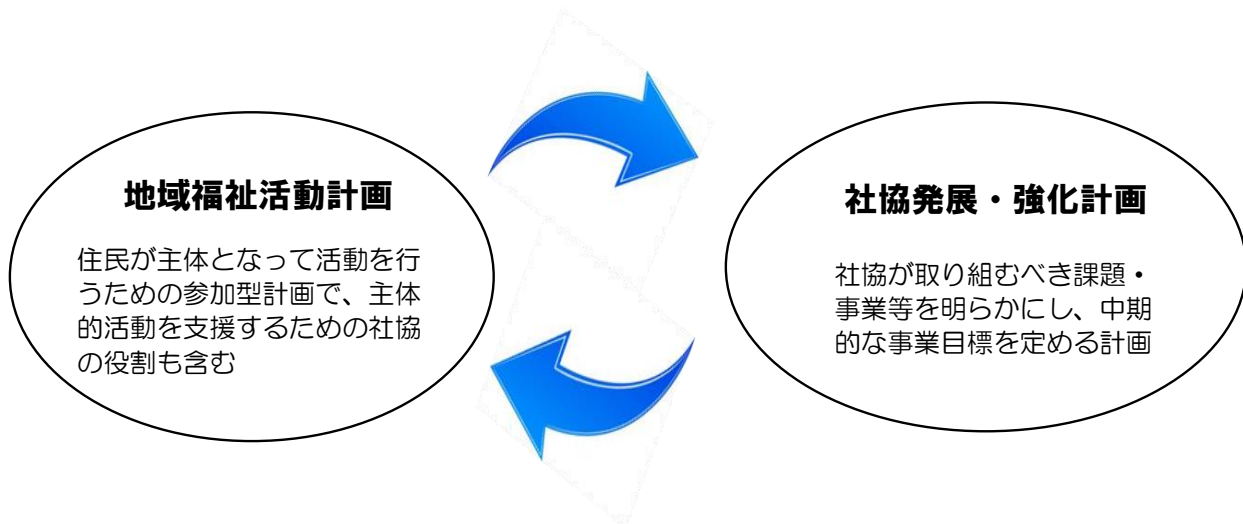 地域福祉活動計画
住民が主体となって活動を行
うための参加型計画で、主体
的活動を支援するための社協
の役割も含む
社協発展・強化計画
社協が取り組むべき課題・
事業等を明らかにし、中期
的な事業目標を定める計画